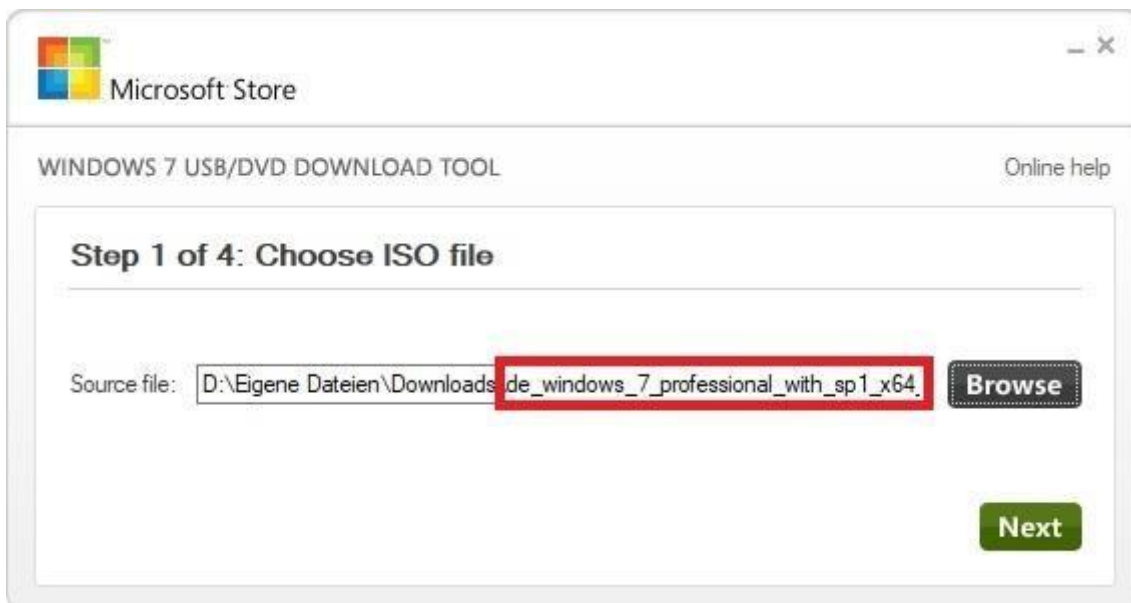 Microsoft Store
WINDOWS 7 USB/DVD DOWNLOAD TOOL
Online help
Step 1 of 4: Choose ISO file
Source file: D:\Eigene Dateien\Downloads\de_windows_7_professional_with_sp1_x64_ Browse
Next